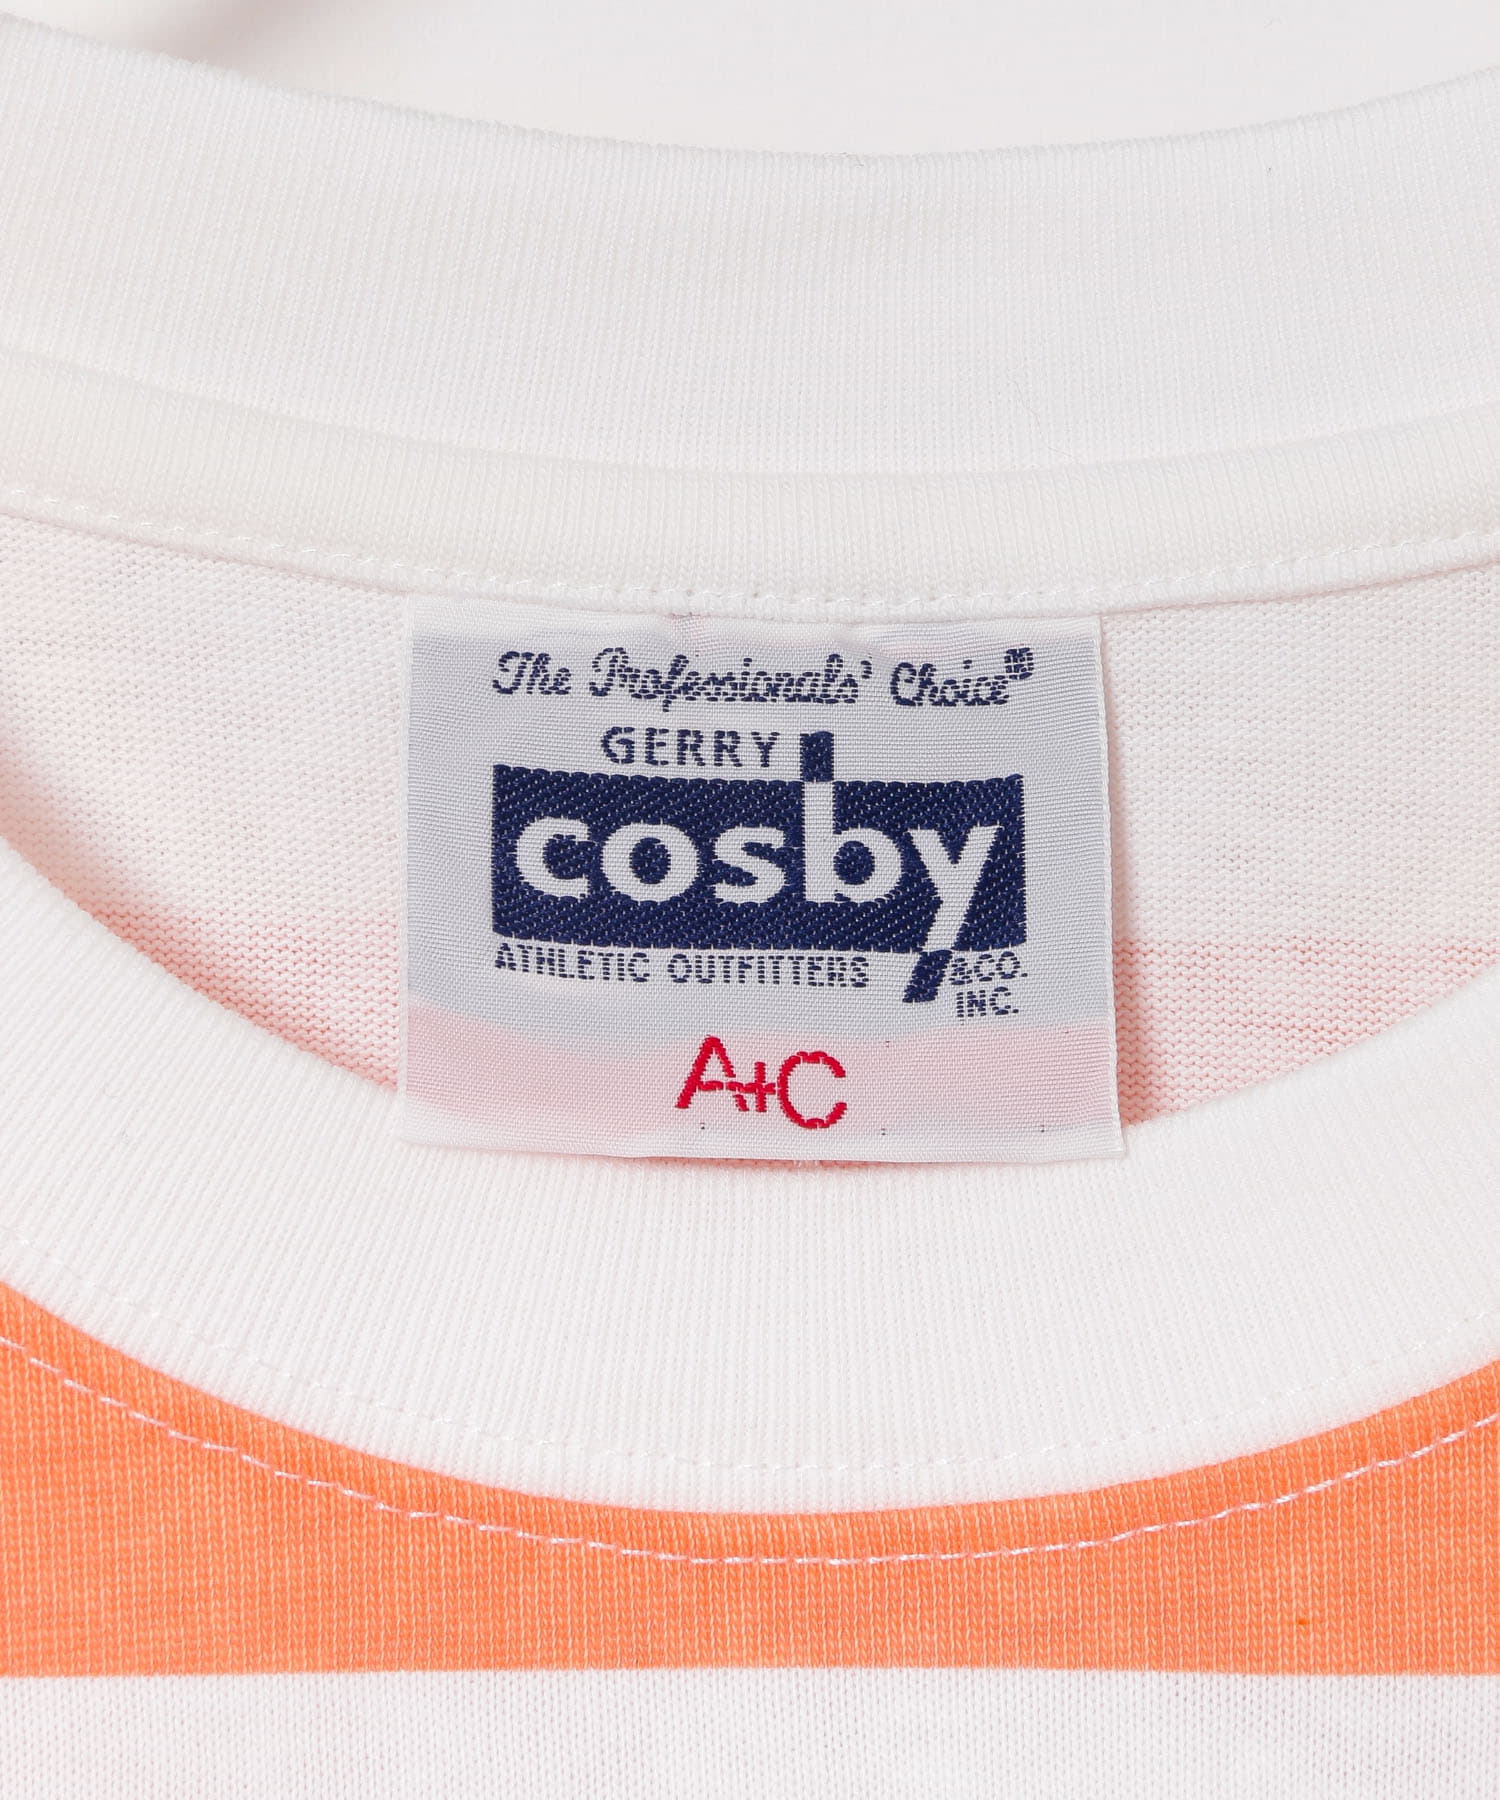 The Professionals' Choice®
GERRY
cosby
ATHLETIC OUTFITTERS &CO.
INC.
A+C